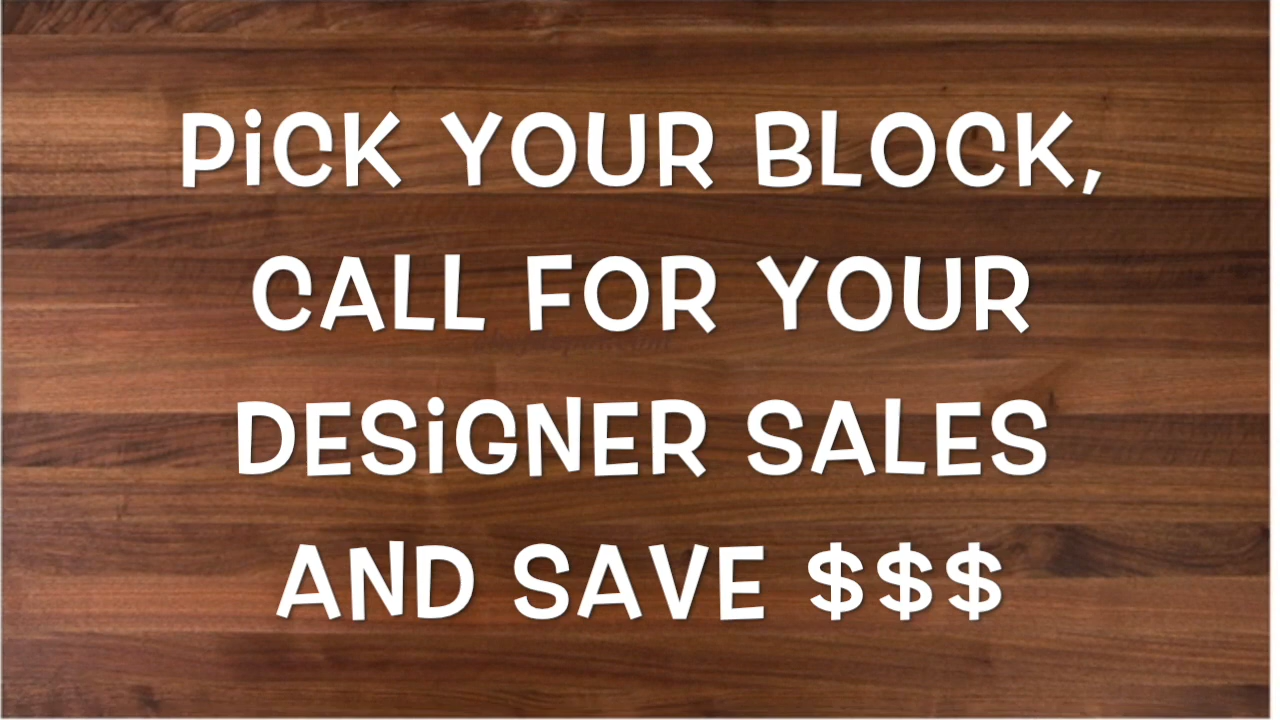 PiCK YOUR BLOCK,
CALL FOR YOUR
DESiGNER SALES
AND SAVE $$$